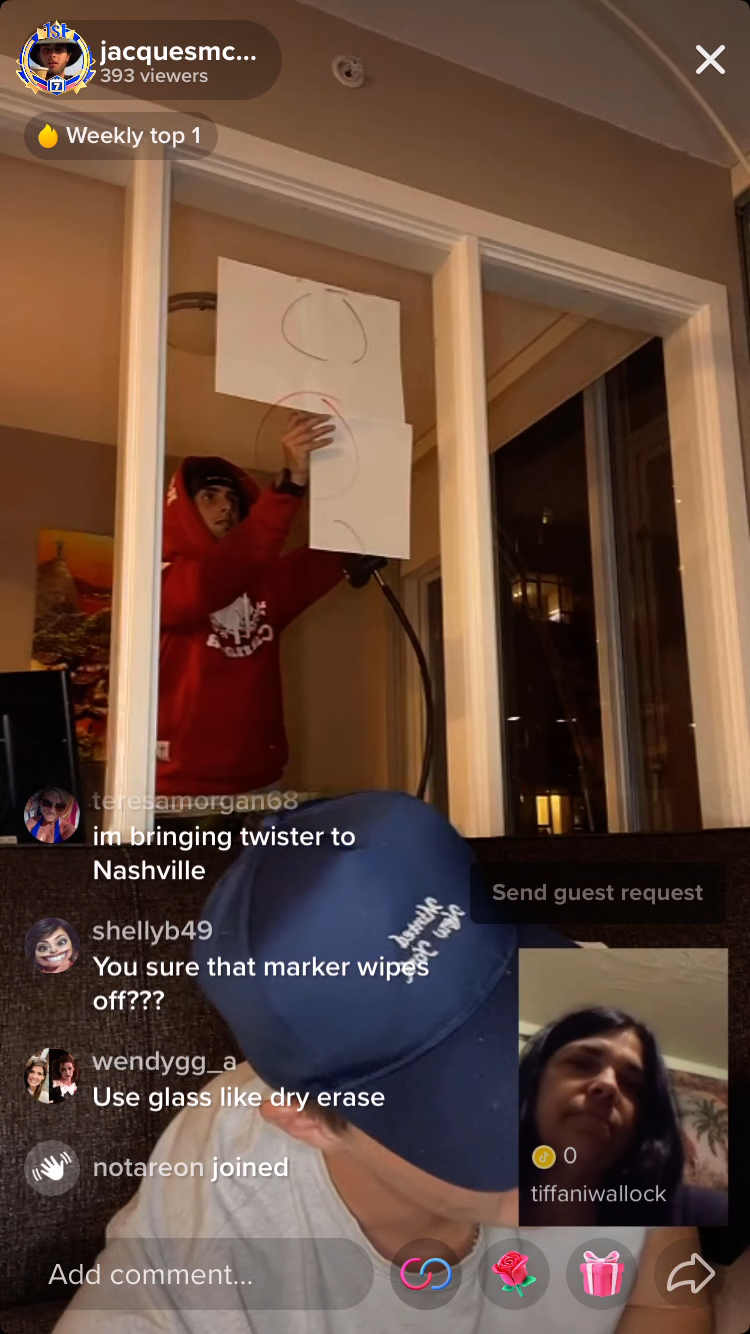 jacquesmc...
393 viewers
Weekly top 1
teresamorgan68
im bringing twister to
Nashville
Send guest request
shellyb49
You sure that marker wipes
off???
wendygg_a
Use glass like dry erase
0
notareon joined
tiffaniwallock
Add comment...